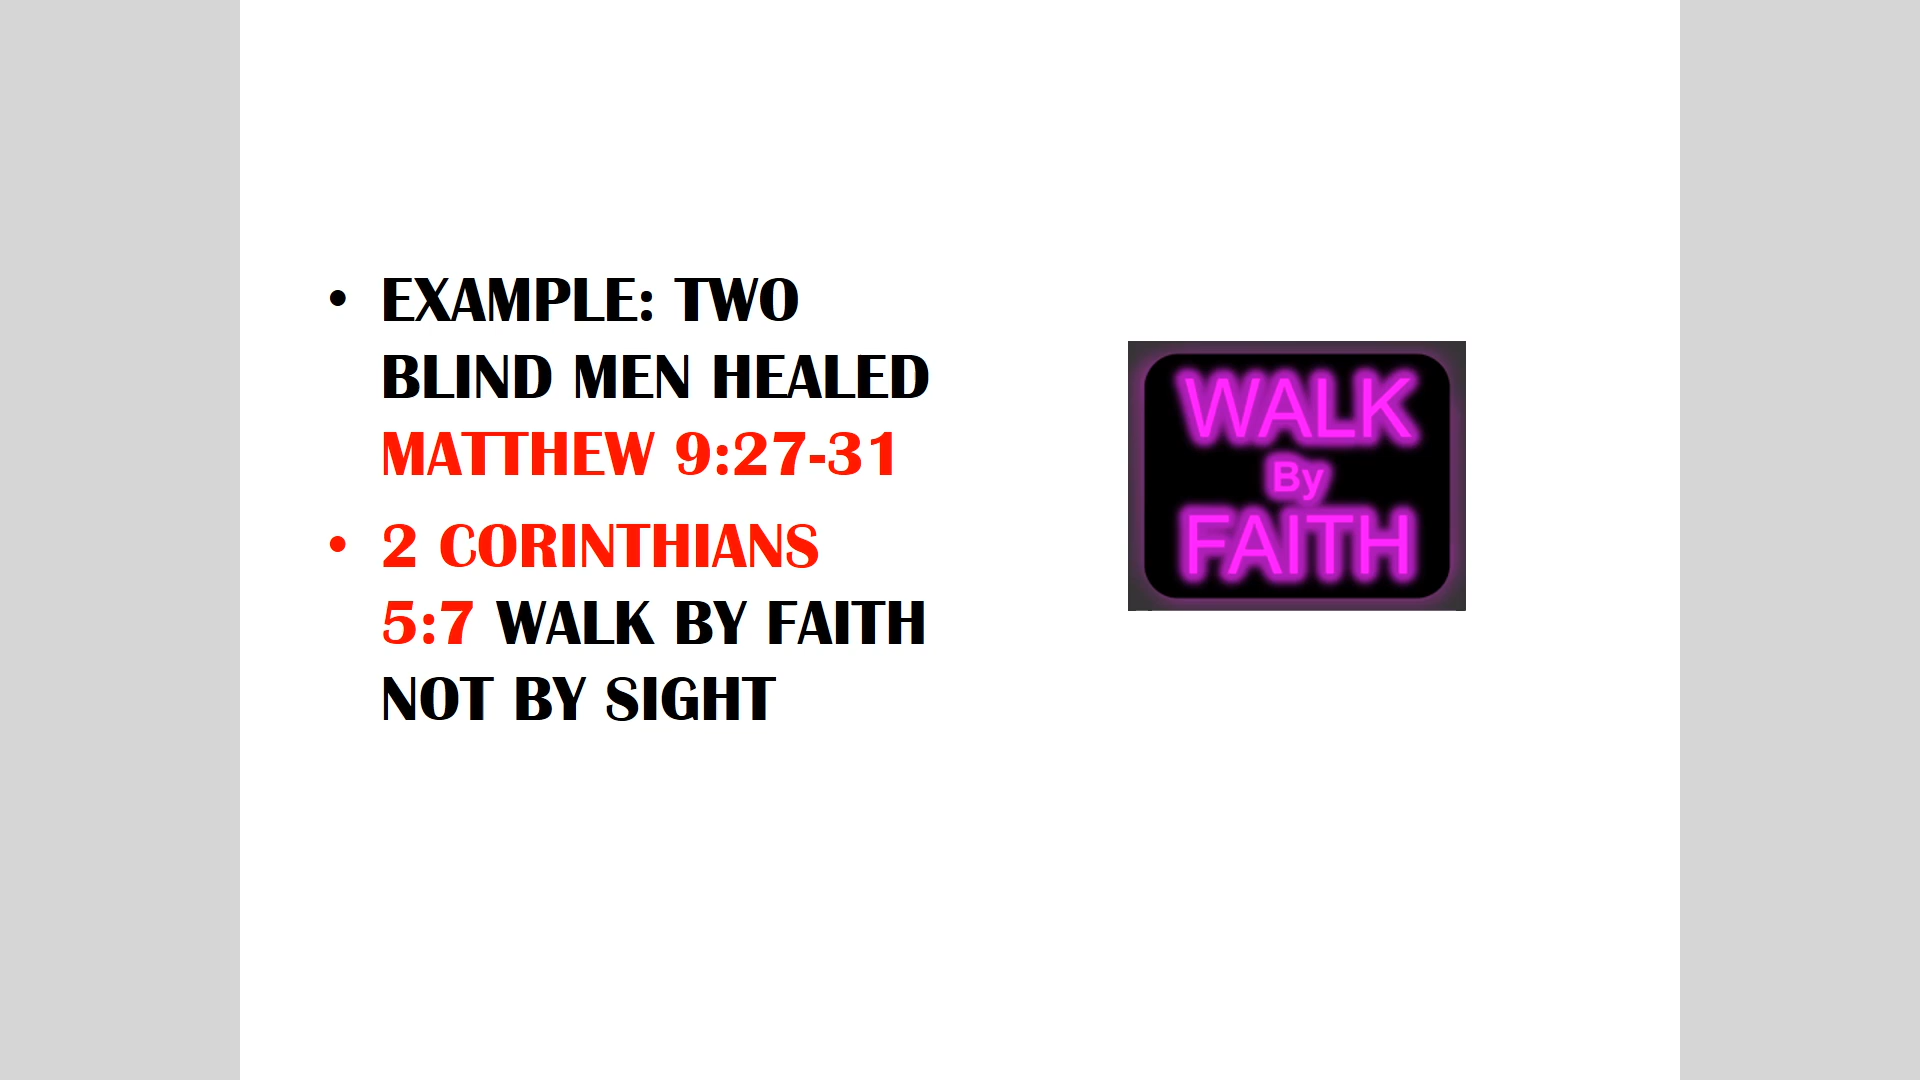 • EXAMPLE: TWO
BLIND MEN HEALED
MATTHEW 9:27-31
• 2 CORINTHIANS
5:7 WALK BY FAITH
NOT BY SIGHT
WALK
By
FAITH